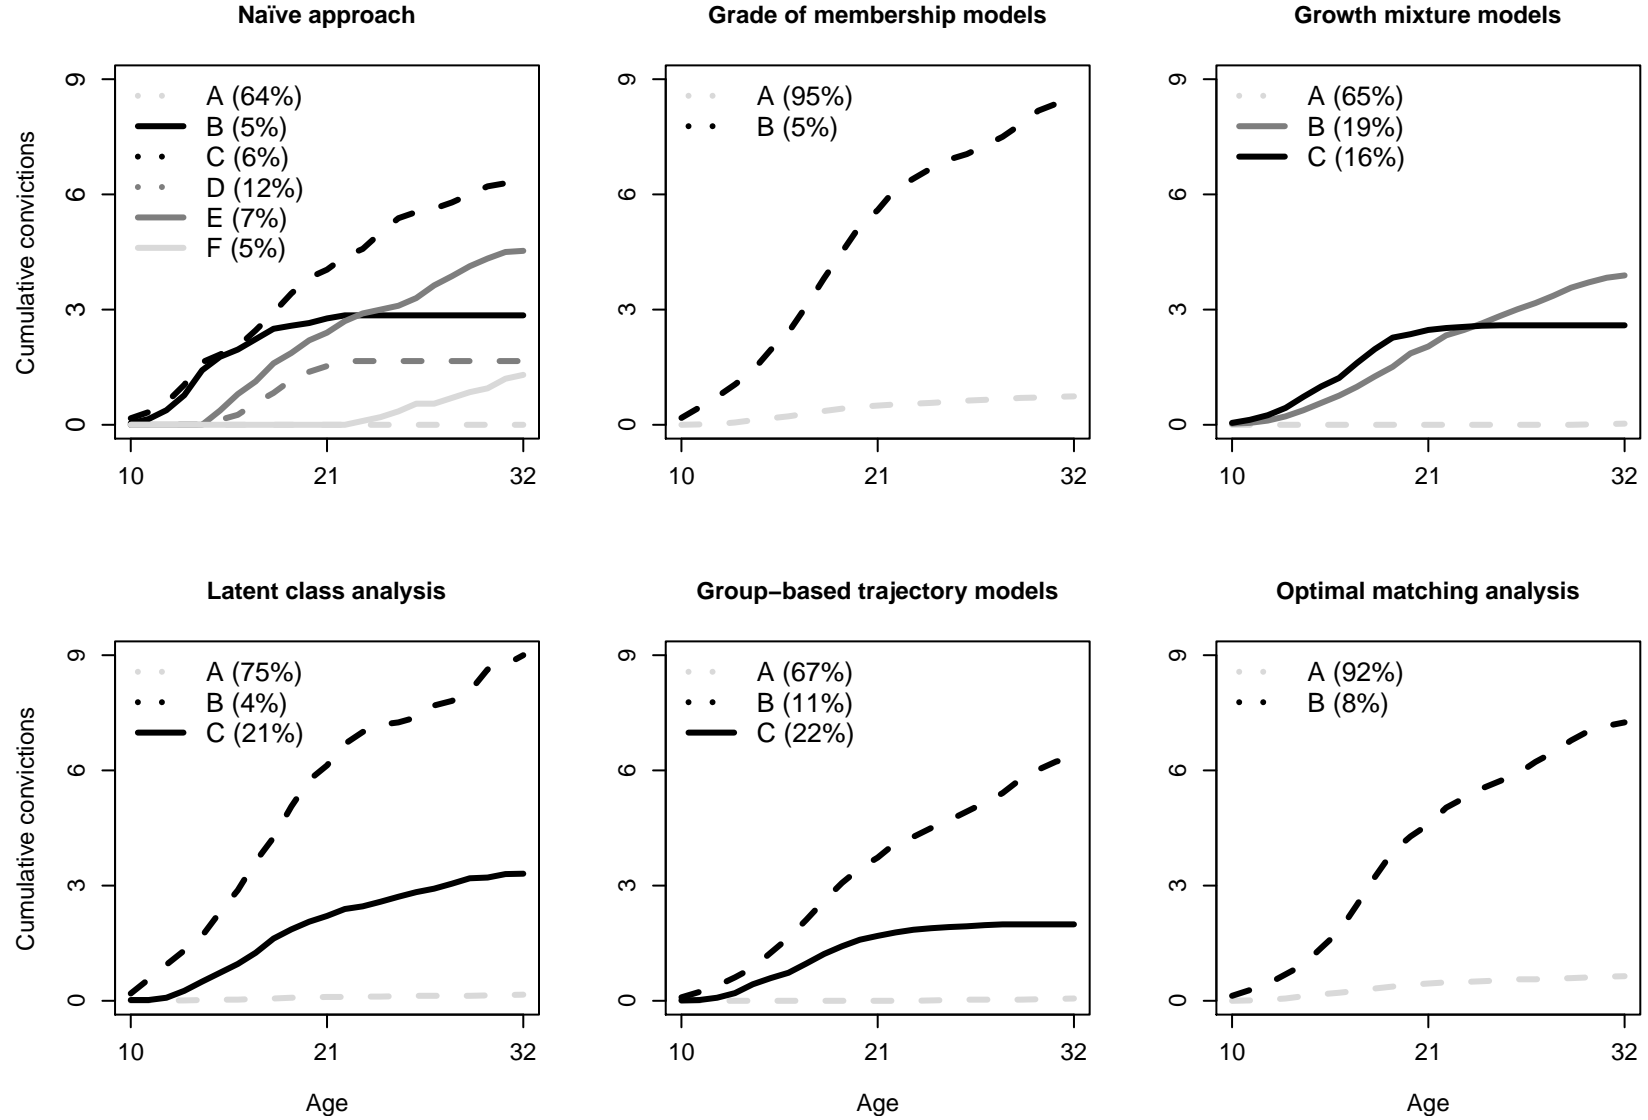 Naïve approach
Cumulative convictions
9
6
3
0
A (64%)
B (5%)
C (6%)
D (12%)
E (7%)
F (5%)
10 21 32
Grade of membership models
9
6
3
0
A (95%)
B (5%)
10 21 32
Growth mixture models
9
6
3
0
A (65%)
B (19%)
C (16%)
10 21 32
Latent class analysis
Cumulative convictions
9
6
3
0
A (75%)
B (4%)
C (21%)
10 21 32
Age
Group−based trajectory models
9
6
3
0
A (67%)
B (11%)
C (22%)
10 21 32
Age
Optimal matching analysis
9
6
3
0
A (92%)
B (8%)
10 21 32
Age